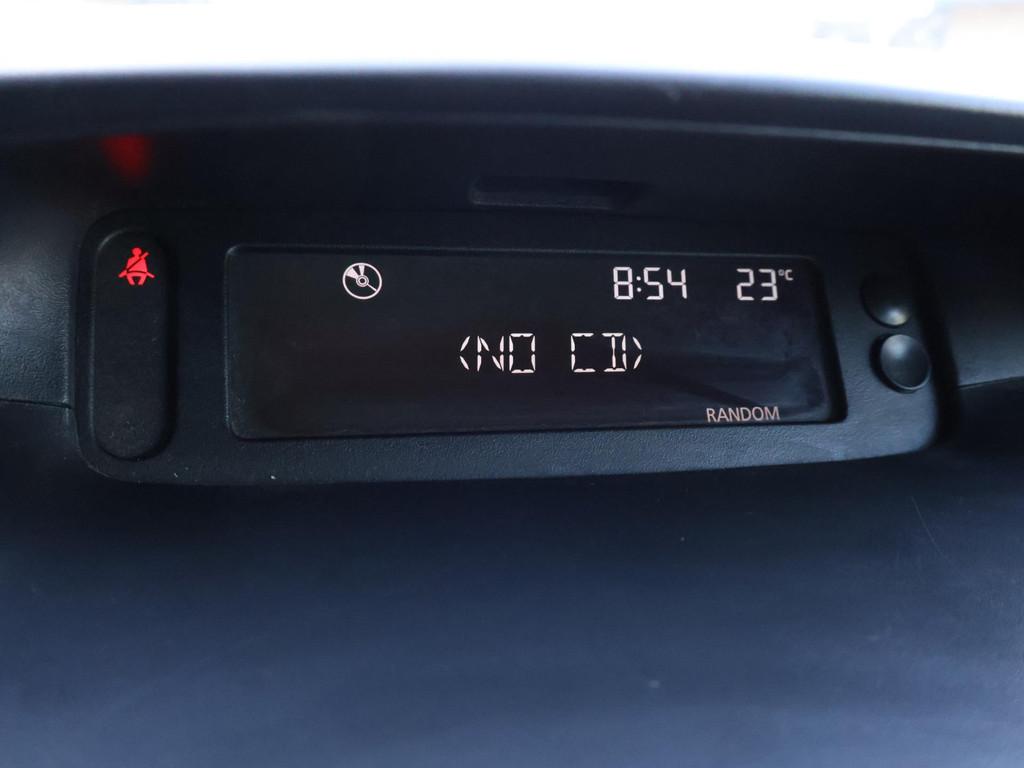 8:54 23°C
<NO CD>
RANDOM